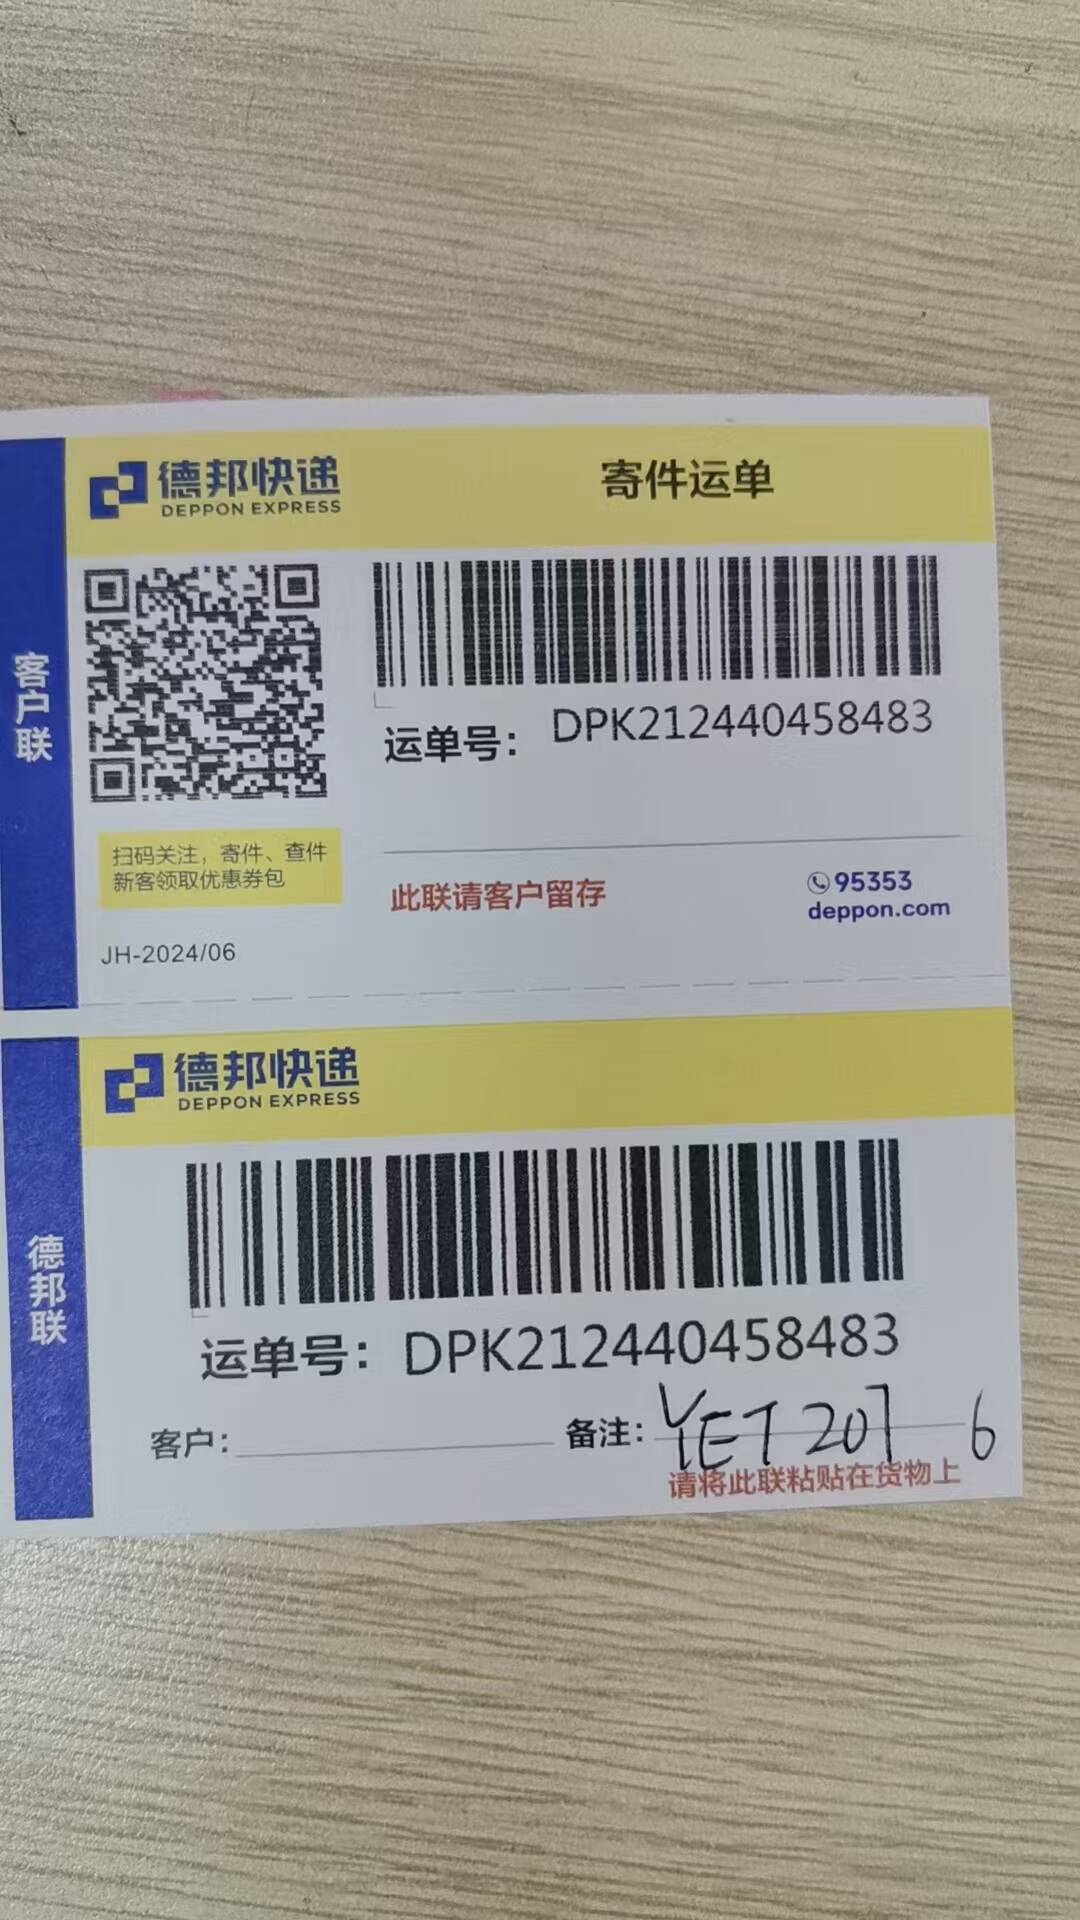 客户联
德邦快递
DEPPON EXPRESS
寄件运单
运单号： DPK212440458483
扫码关注，寄件、查件
新客领取优惠券包
此联请客户留存
95353
deppon.com
JH-2024/06
德邦联
德邦快递
DEPPON EXPRESS
运单号： DPK212440458483
客户： 备注： YET 207 6
请将此联粘贴在货物上